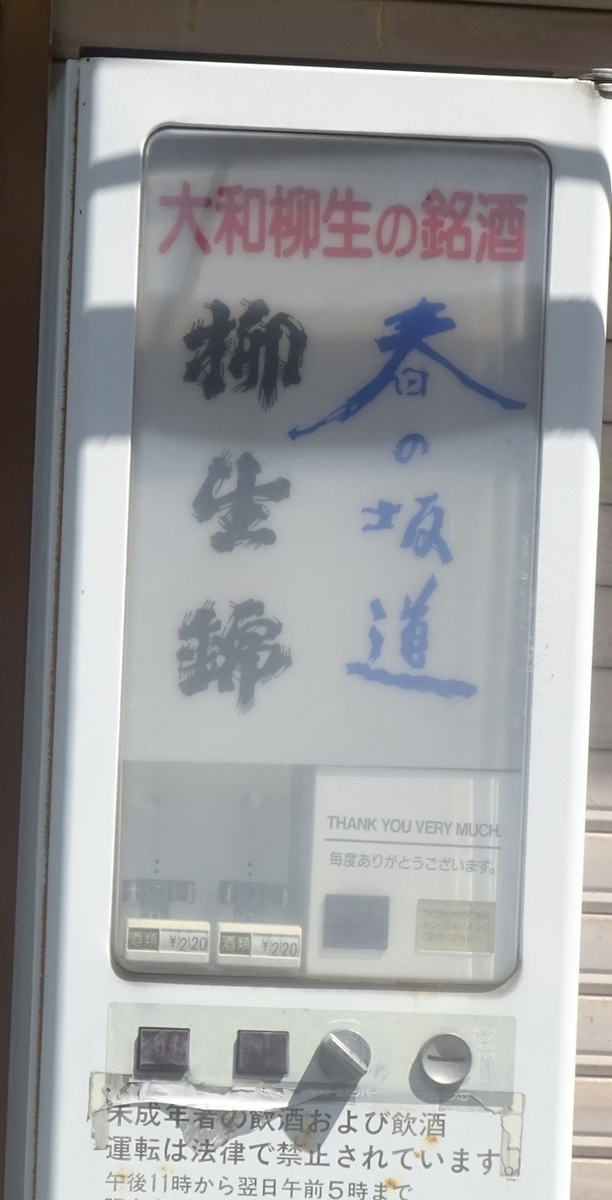 大和柳生の銘酒
春の坂道
柳生錦
THANK YOU VERY MUCH.
毎度ありがとうございます。
酒類 ¥220
酒類 ¥220
未成年者の飲酒および飲酒
運転は法律で禁止されています。
午後11時から翌日午前5時まで